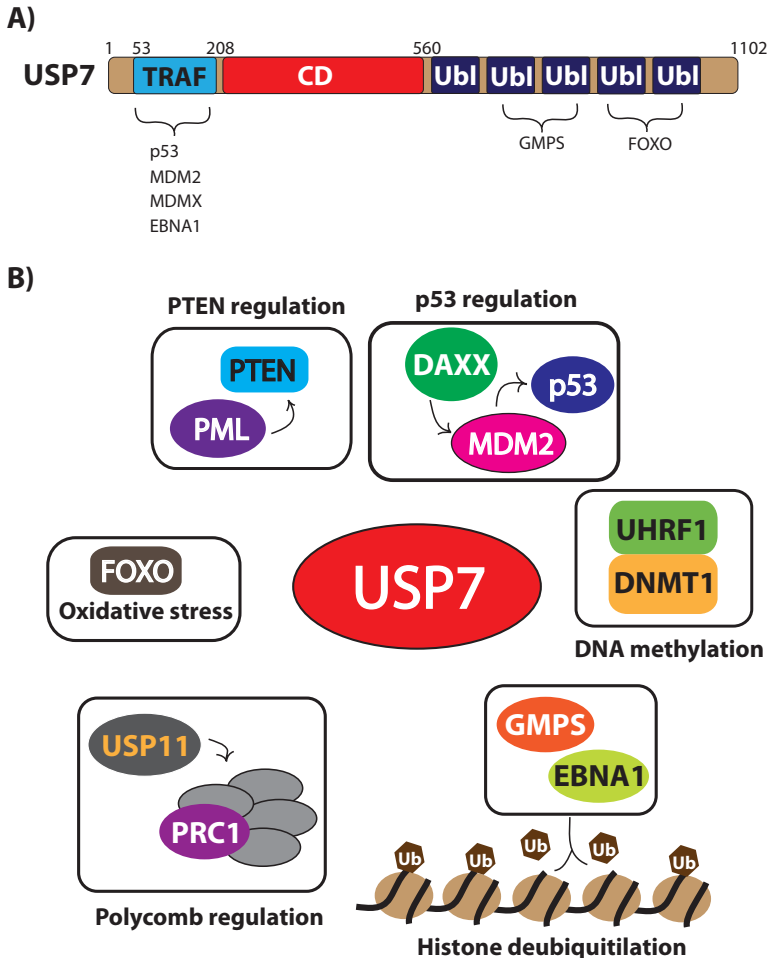 A)
1 53 208 560 1102
USP7 TRAF CD Ubl Ubl Ubl Ubl Ubl
GMPS FOXO
p53
MDM2
MDMX
EBNA1
B)
PTEN regulation
p53 regulation
PTEN
PML
DAXX
p53
MDM2
UHRF1
DNMT1
DNA methylation
FOXO
Oxidative stress
USP7
USP11
PRC1
Polycomb regulation
GMPS
EBNA1
Ub Ub Ub Ub Ub
Histone deubiquitilation